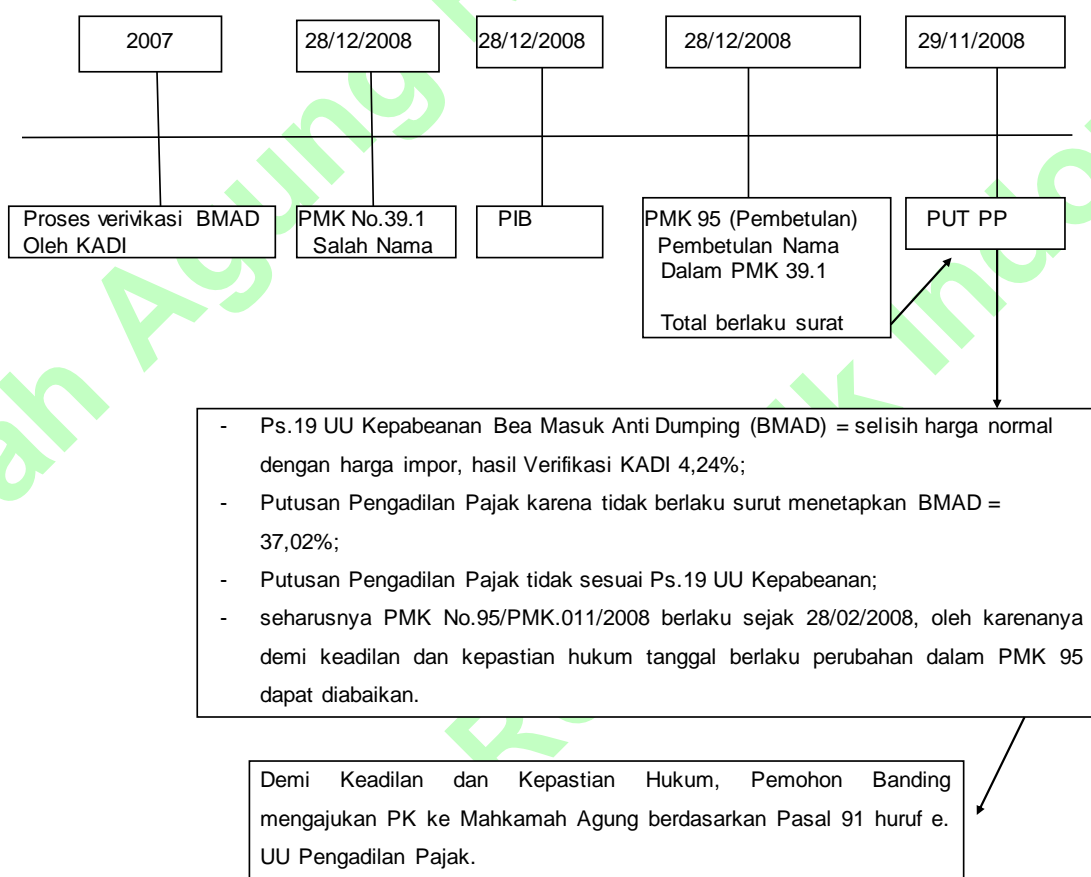 2007
28/12/2008
28/12/2008
28/12/2008
29/11/2008
Proses verivikasi BMAD
Oleh KADI
PMK No.39.1
Salah Nama
PIB
PMK 95 (Pembetulan)
Pembetulan Nama
Dalam PMK 39.1
Total berlaku surat
PUT PP
- Ps.19 UU Kepabeanan Bea Masuk Anti Dumping (BMAD) = selisih harga normal
dengan harga impor, hasil Verifikasi KADI 4,24%;
- Putusan Pengadilan Pajak karena tidak berlaku surut menetapkan BMAD =
37,02%;
- Putusan Pengadilan Pajak tidak sesuai Ps.19 UU Kepabeanan;
- seharusnya PMK No.95/PMK.011/2008 berlaku sejak 28/02/2008, oleh karenanya
demi keadilan dan kepastian hukum tanggal berlaku perubahan dalam PMK 95
dapat diabaikan.
Demi Keadilan dan Kepastian Hukum, Pemohon Banding
mengajukan PK ke Mahkamah Agung berdasarkan Pasal 91 huruf e.
UU Pengadilan Pajak.